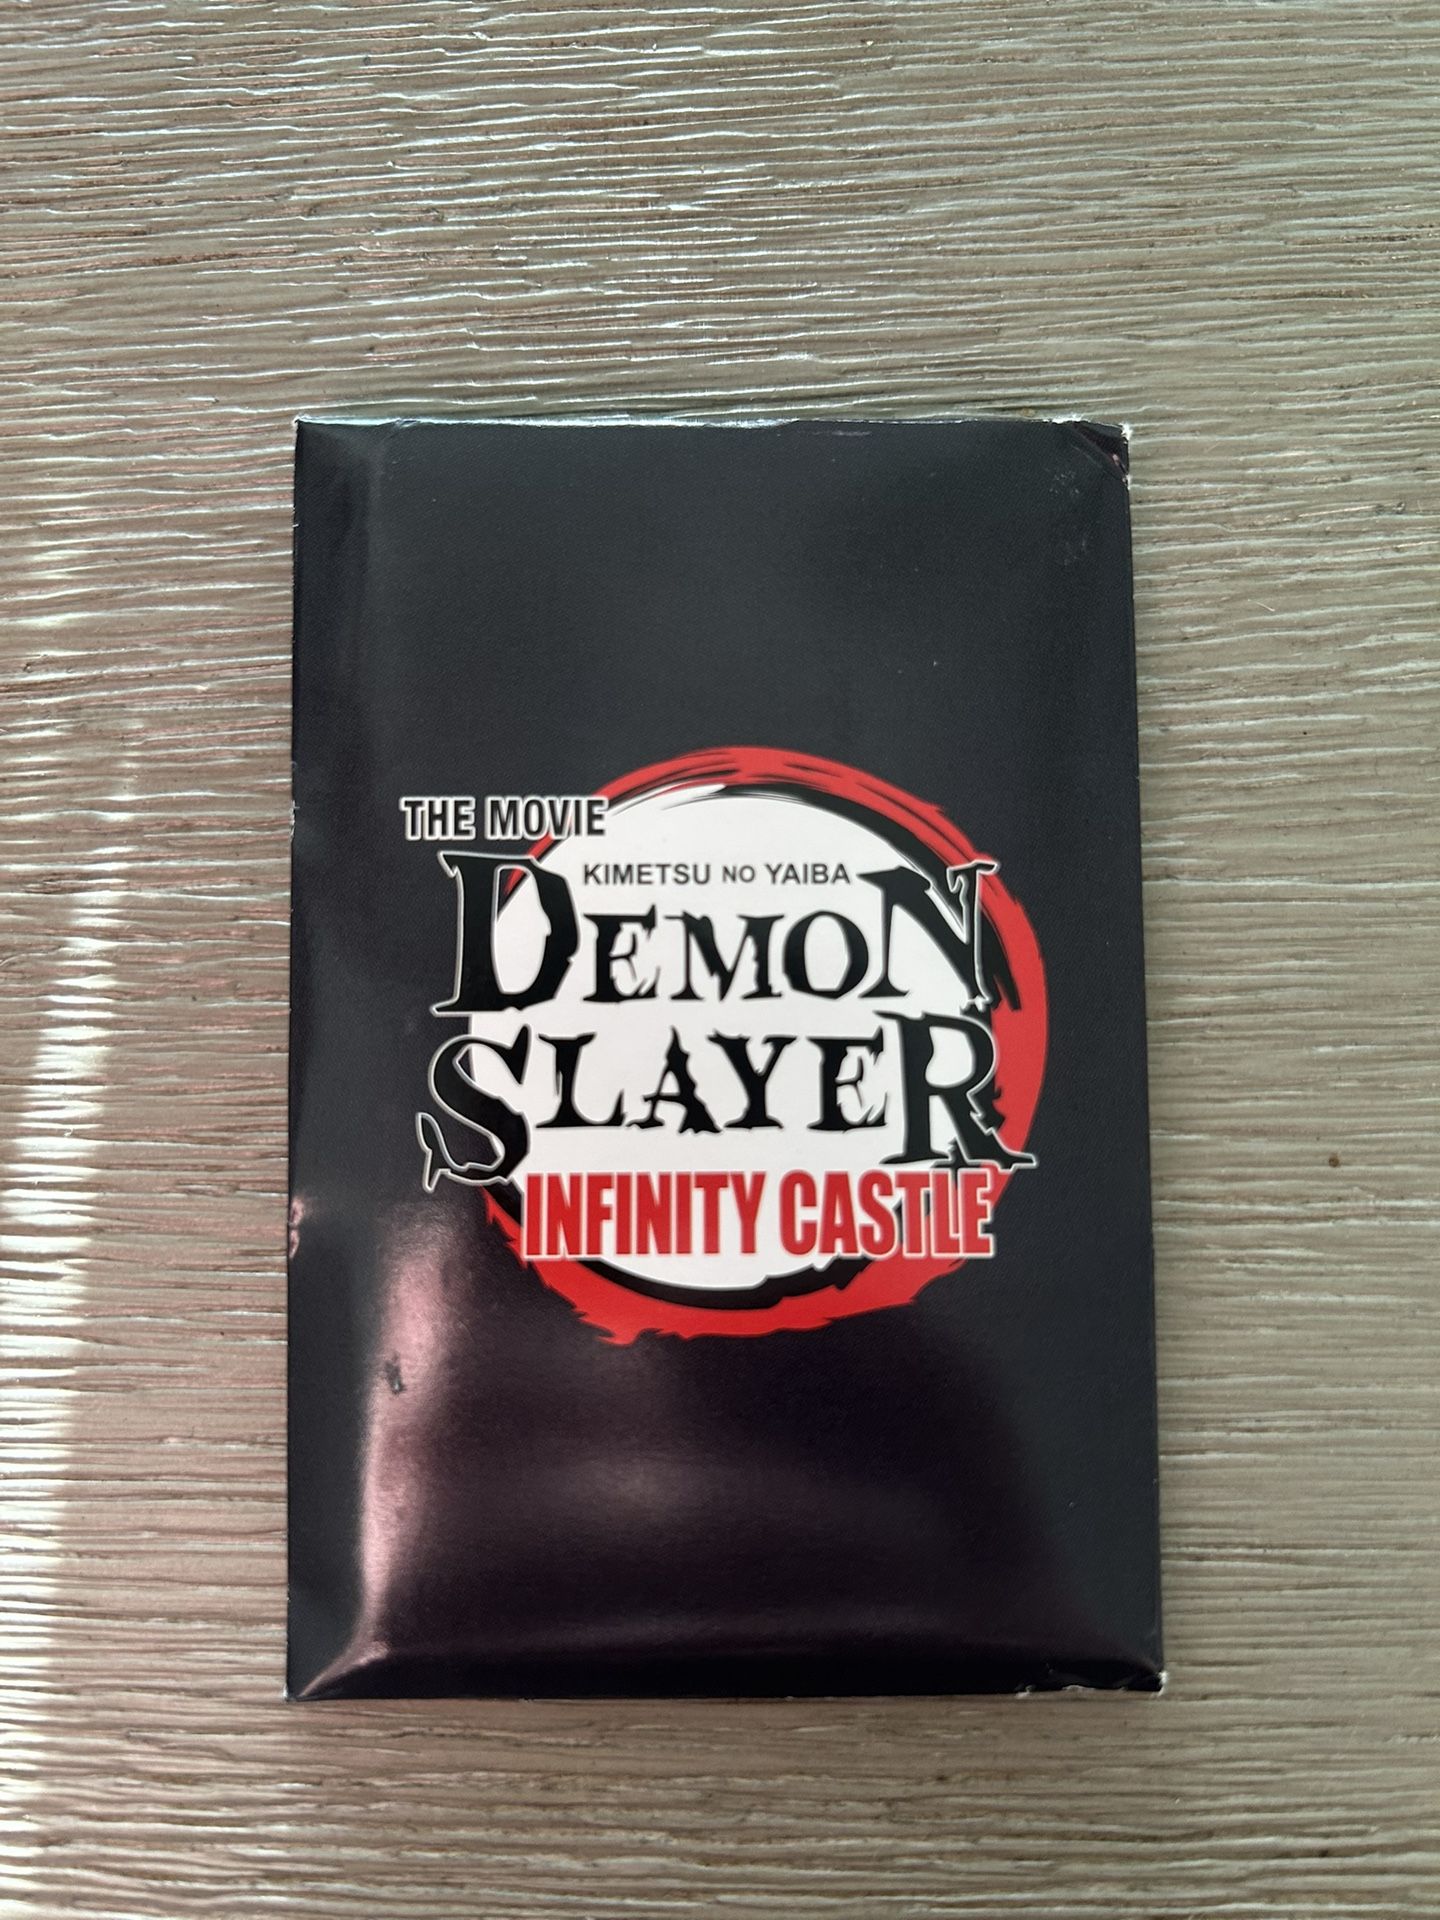 THE MOVIE
KIMETSU NO YAIBA
DEMON
SLAYER
INFINITY CASTLE